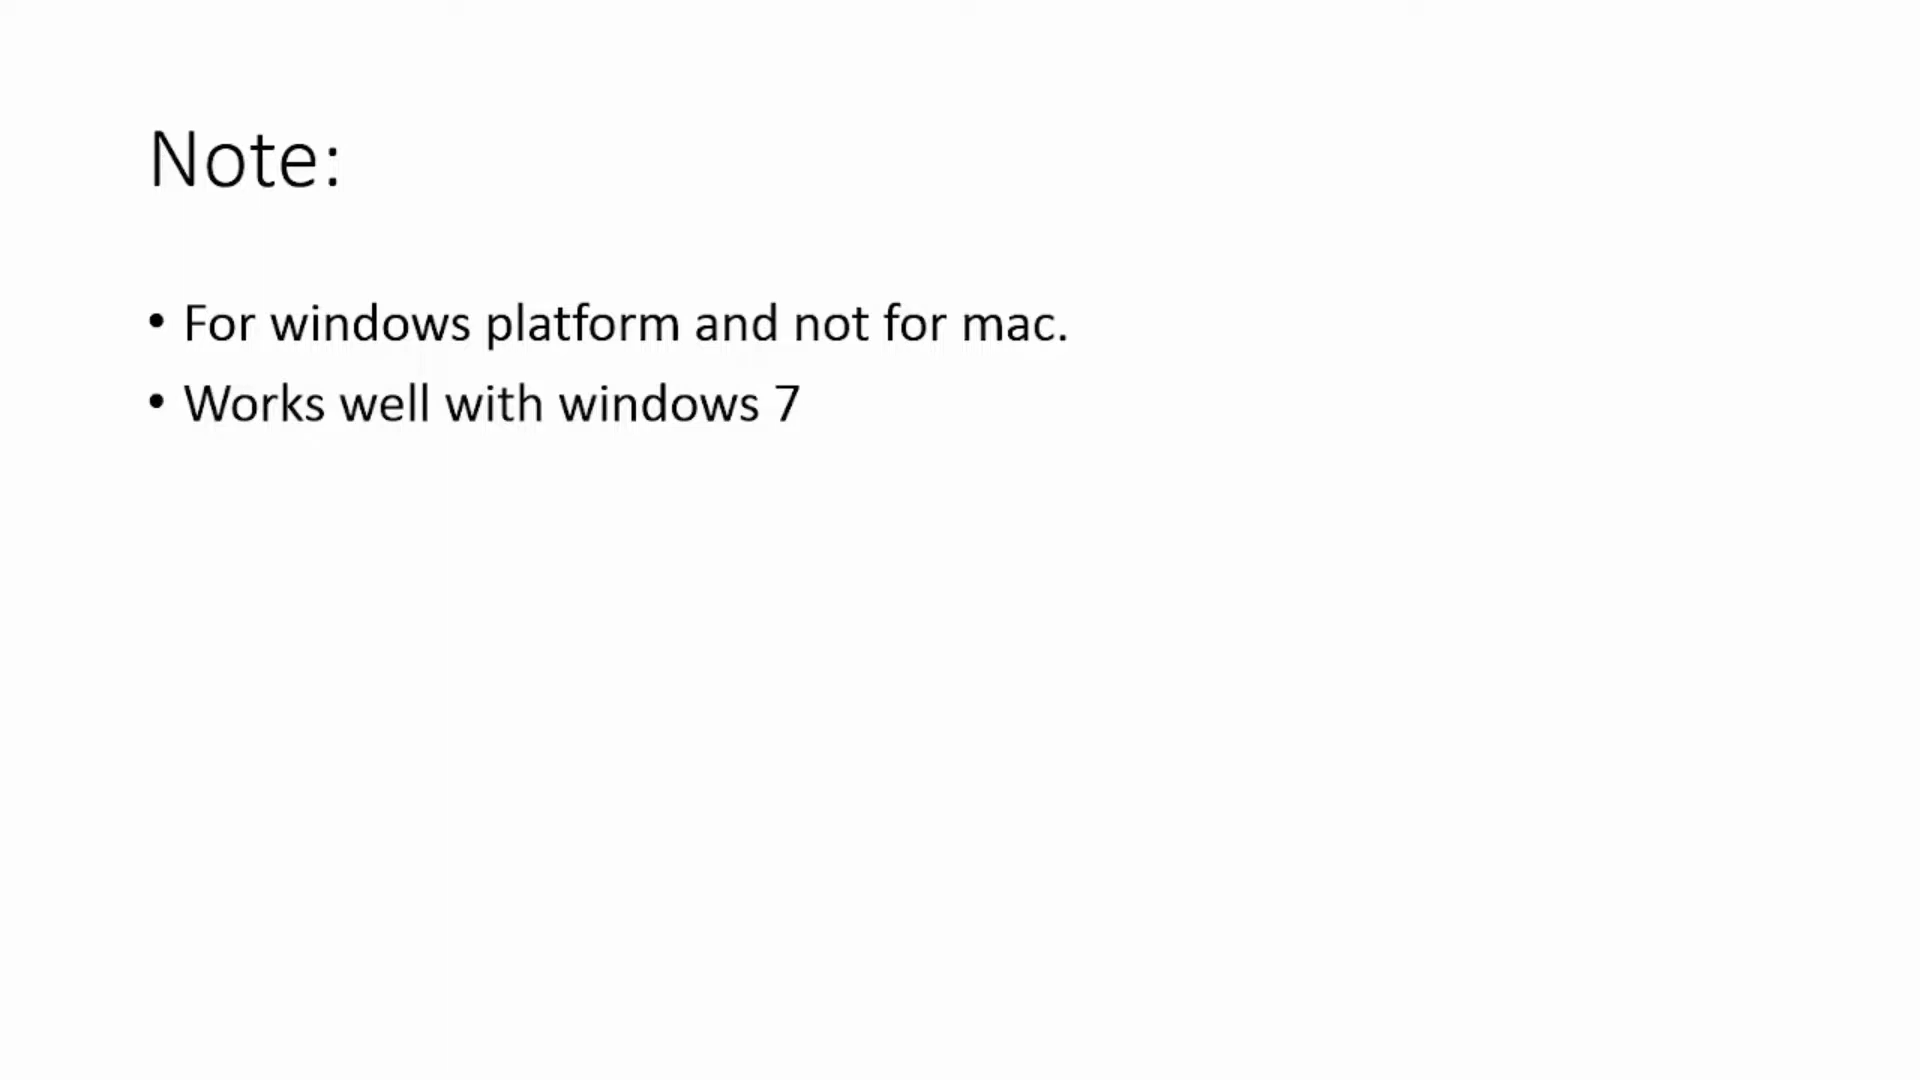 Note:
• For windows platform and not for mac.
• Works well with windows 7